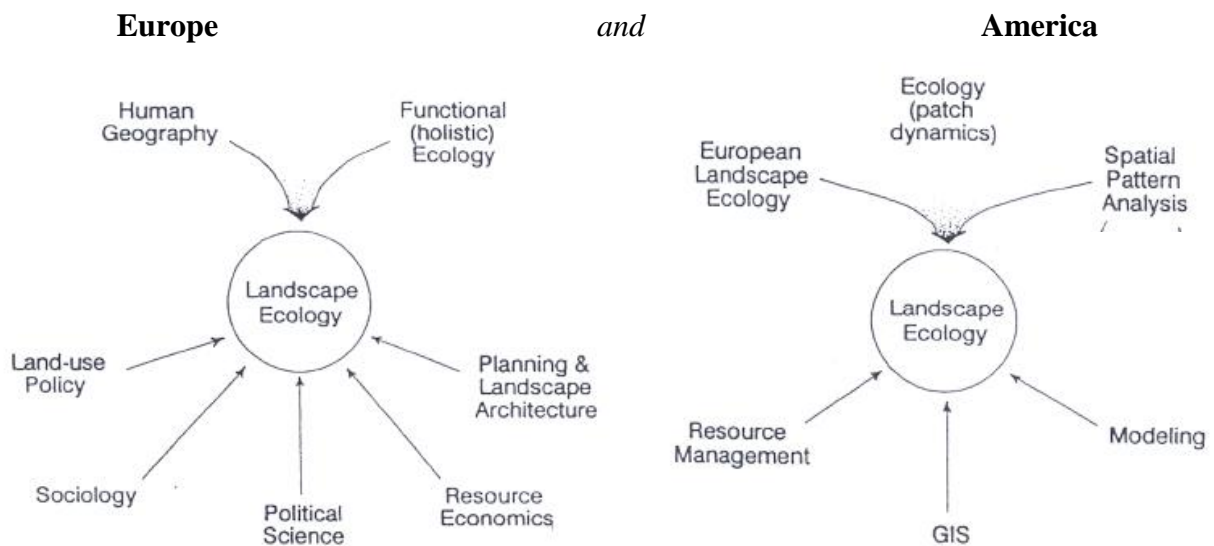 Europe and America
Human
Geography
Functional
(holistic)
Ecology
Landscape
Ecology
Land-use
Policy
Planning &
Landscape
Architecture
Sociology
Political
Science
Resource
Economics
Ecology
(patch
dynamics)
European
Landscape
Ecology
Spatial
Pattern
Analysis
Landscape
Ecology
Resource
Management
Modeling
GIS